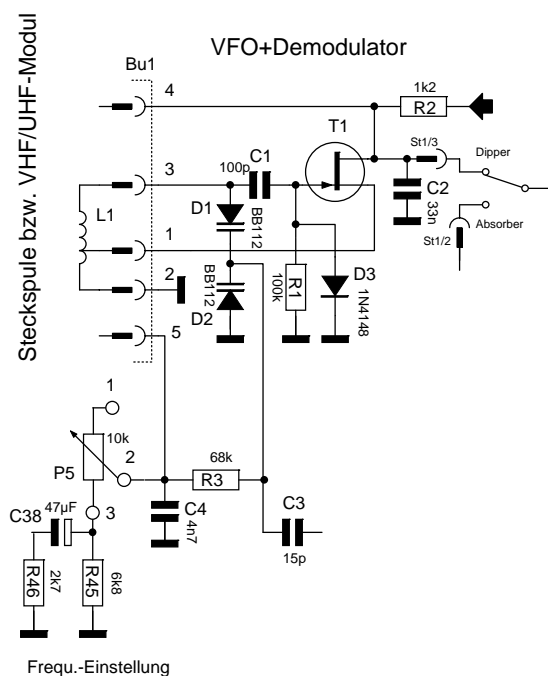 VFO+Demodulator
Steckspule bzw. VHF/UHF-Modul
Bu1
4
1k2
R2
T1
St1/3
Dipper
3
C1
100p
C2
33n
Absorber
St1/2
L1
D1
BB112
1
2
BB112
D2
R1
100k
D3
1N4148
5
1
10k
P5
2
68k
R3
C4
4n7
C3
15p
3
47µF
C38
R46
2k7
R45
6k8
Frequ.-Einstellung